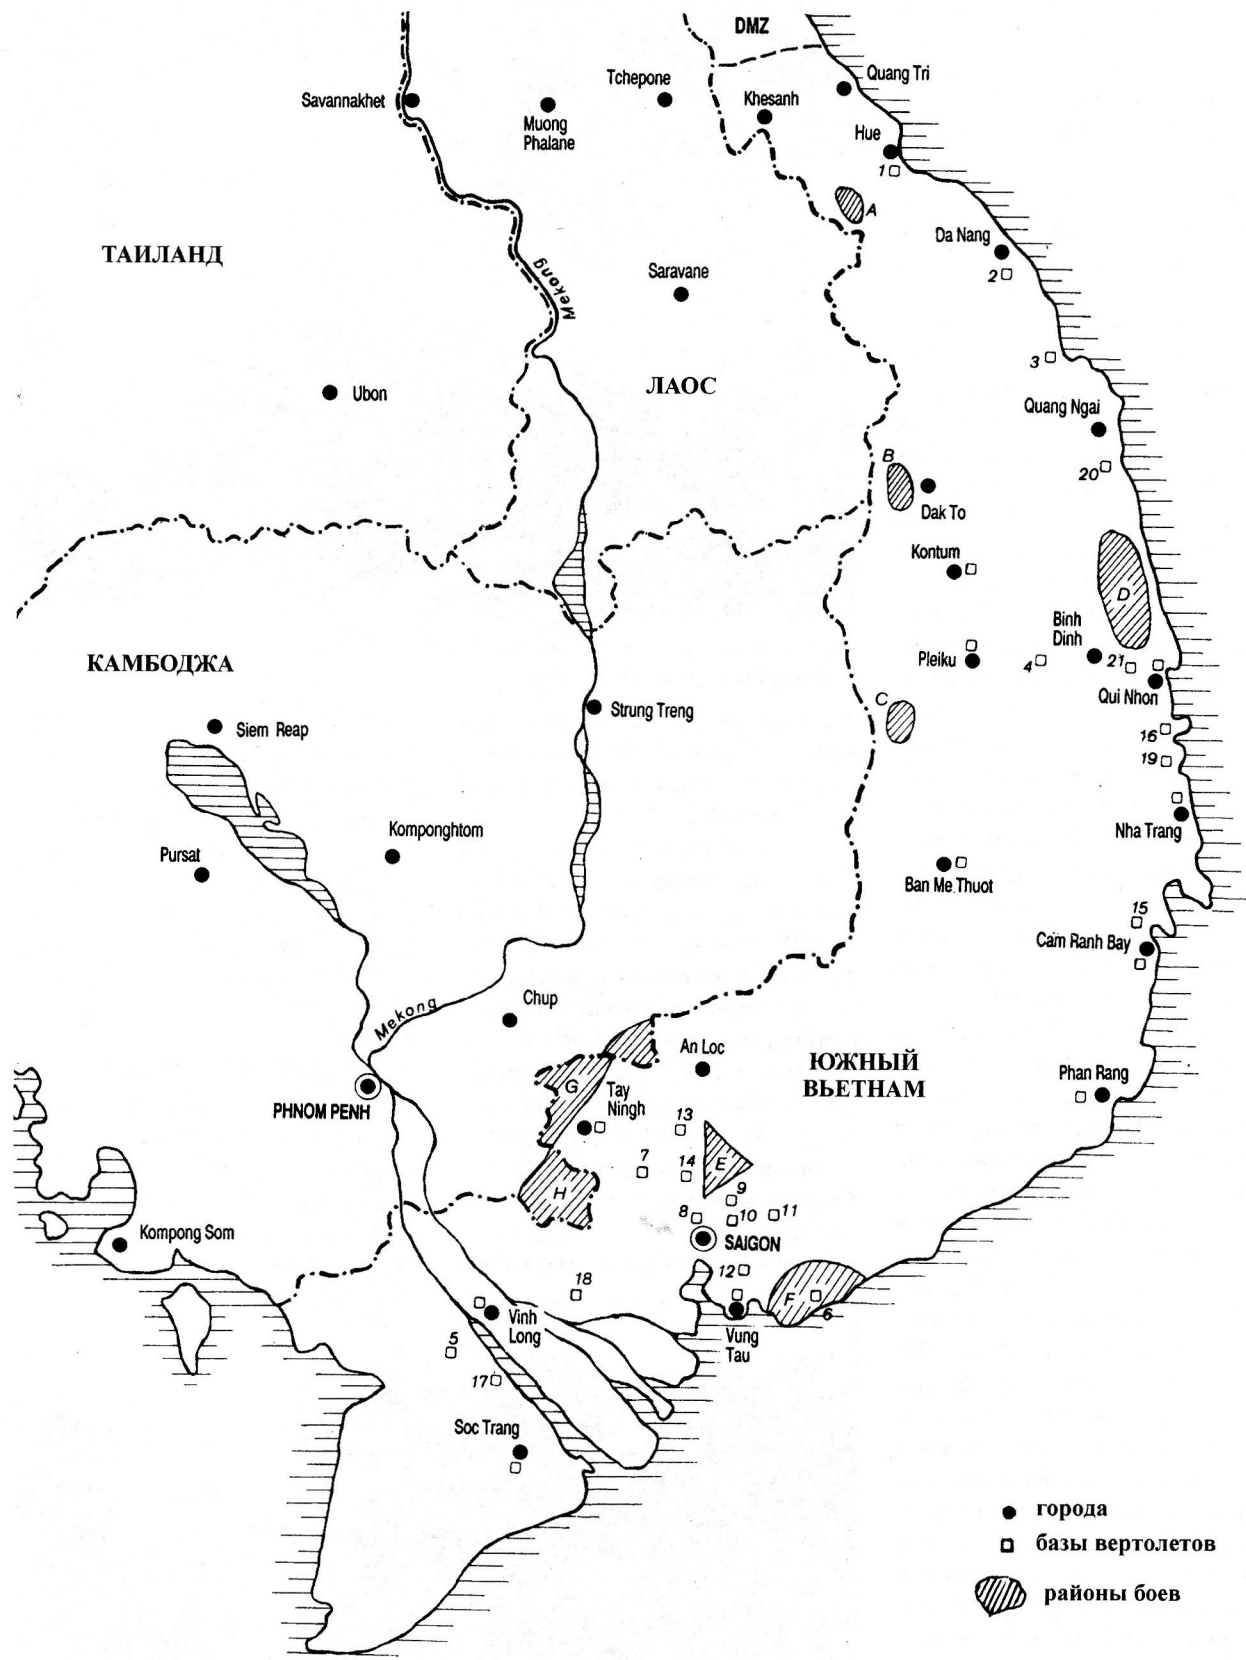 DMZ
Quang Tri
Tchepone
Khesanh
Savannakhet
Muong
Phalane
Hue
1
A
ТАИЛАНД
Da Nang
2
Mekong
Saravane
3
ЛАОС
Ubon
Quang Ngai
B
20
Dak To
Kontum
D
Binh
Dinh
КАМБОДЖА
Pleiku
4
21
Qui Nhon
C
Strung Treng
Siem Reap
16
19
Nha Trang
Komponghtom
Pursat
Ban Me Thuot
15
Cam Ranh Bay
Chup
Mekong
An Loc
ЮЖНЫЙ
ВЬЕТНАМ
Phan Rang
G
Tay
Ningh
PHNOM PENH
13
7
14
E
H
9
8
10
11
SAIGON
Kompong Som
12
18
F
6
Vinh
Long
Vung
Tau
5
17
Soc Trang
города
базы вертолетов
районы боев